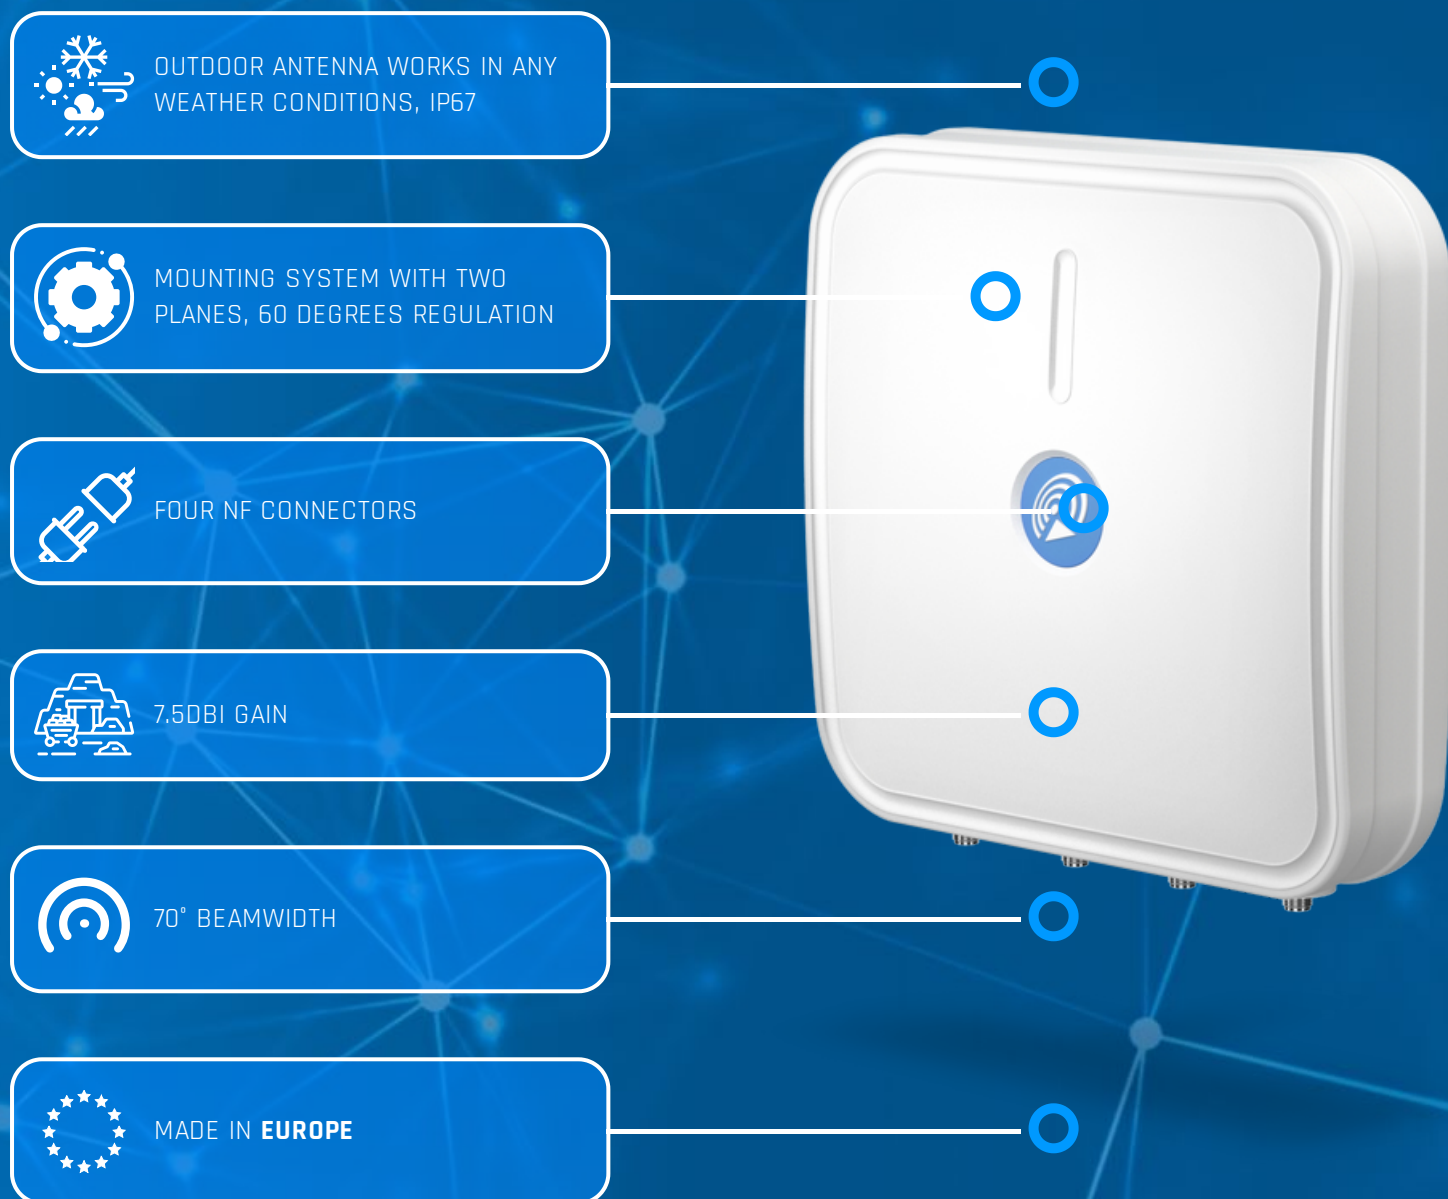 OUTDOOR ANTENNA WORKS IN ANY
WEATHER CONDITIONS, IP67
MOUNTING SYSTEM WITH TWO
PLANES, 60 DEGREES REGULATION
FOUR NF CONNECTORS
7.5DBI GAIN
70° BEAMWIDTH
MADE IN EUROPE